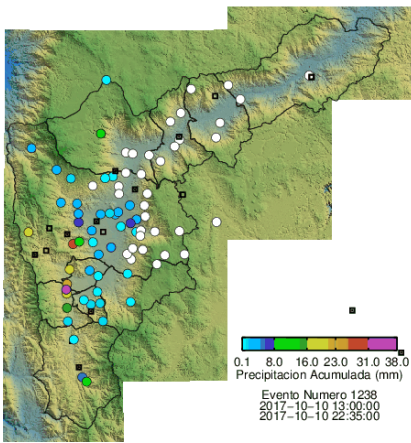 0.1 8.0 16.0 23.0 31.0 38.0
Precipitacion Acumulada (mm)
Evento Numero 1238
2017-10-10 13:00:00
2017-10-10 22:35:00